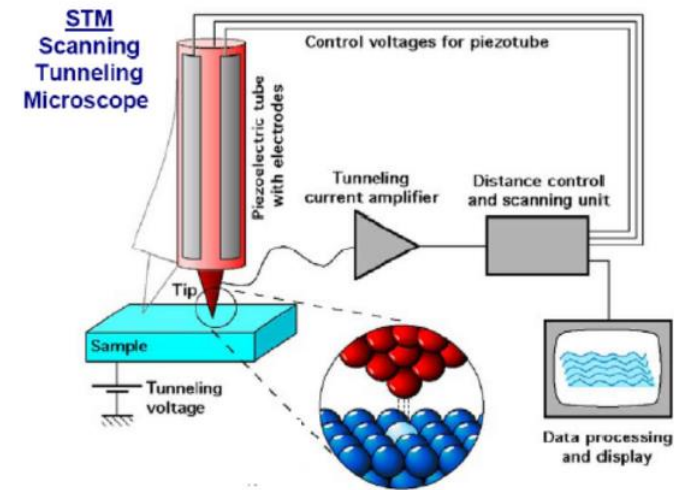 STM
Scanning
Tunneling
Microscope
Control voltages for piezotube
Piezoelectric tube
with electrodes
Tunneling
current amplifier
Distance control
and scanning unit
Tip
Sample
Tunneling
voltage
Data processing
and display